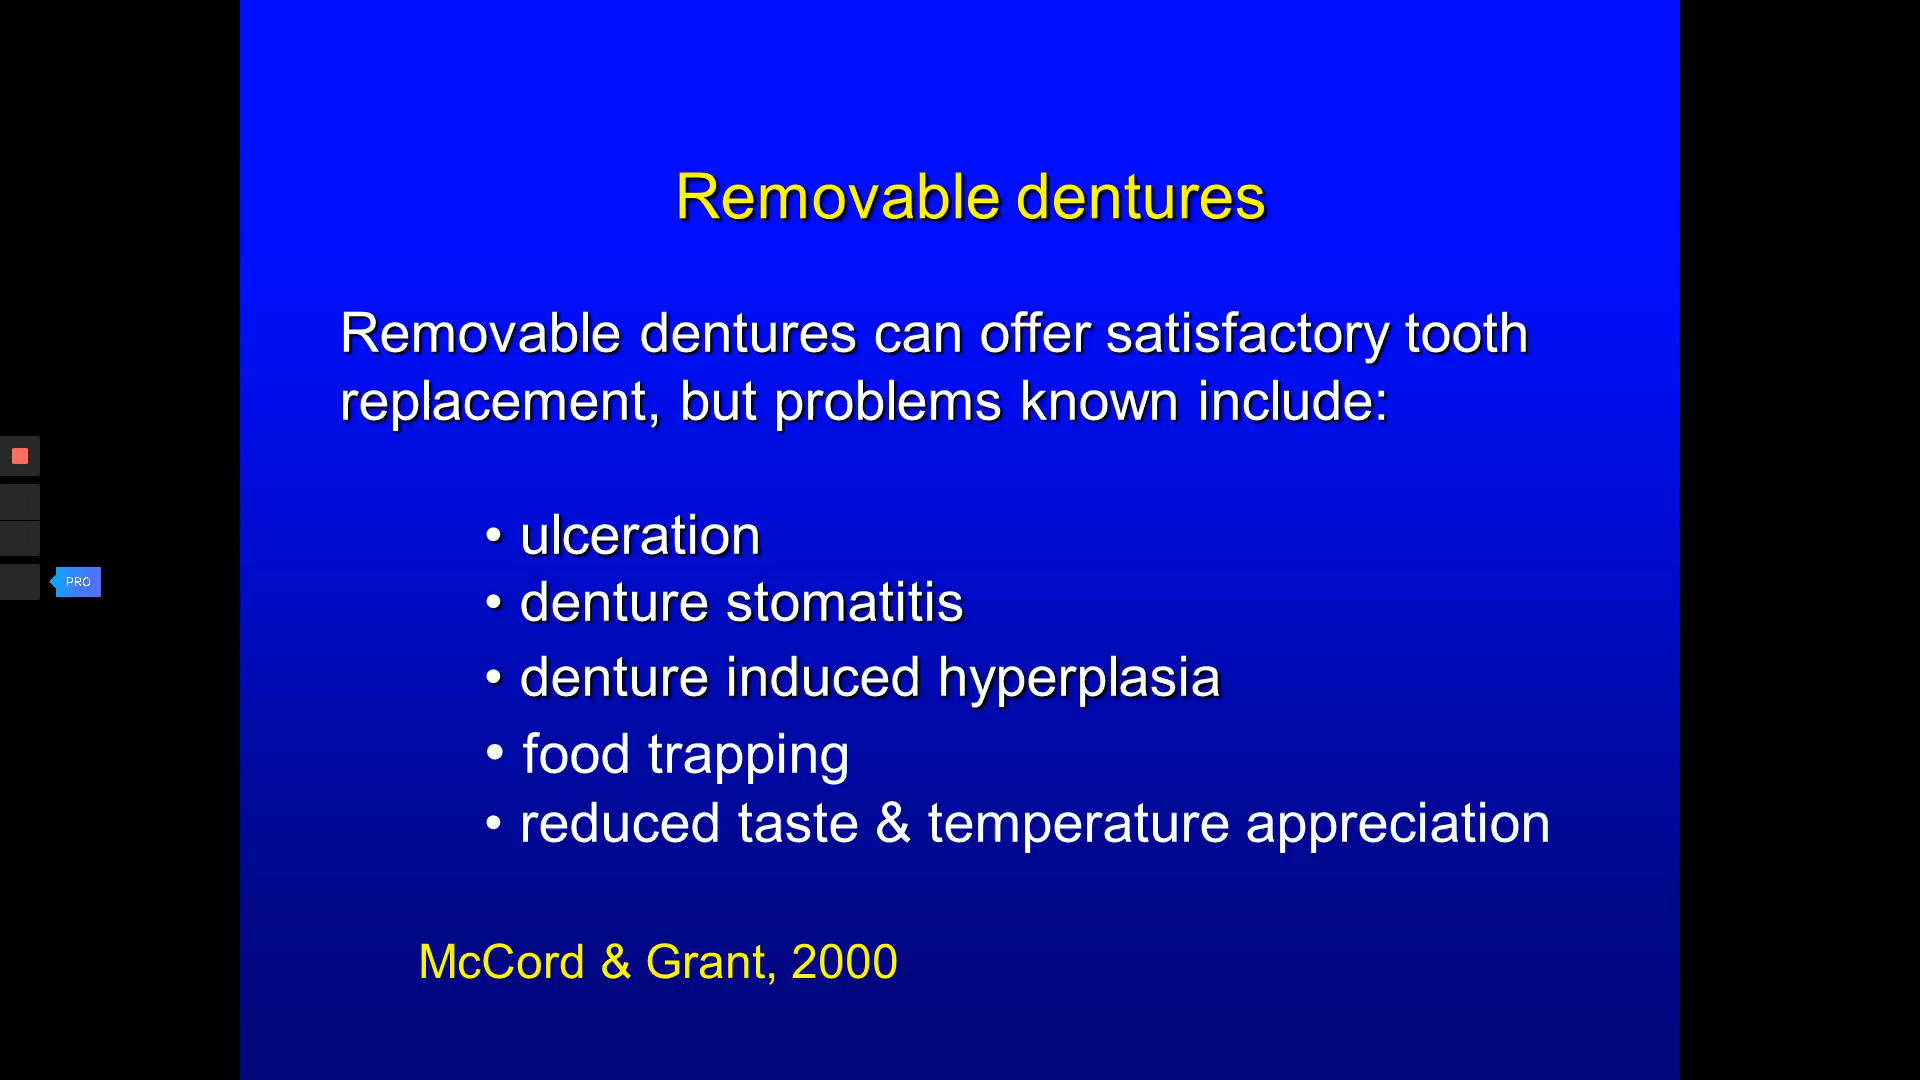 Removable dentures
Removable dentures can offer satisfactory tooth
replacement, but problems known include:
• ulceration
• denture stomatitis
• denture induced hyperplasia
• food trapping
• reduced taste & temperature appreciation
McCord & Grant, 2000
PRO